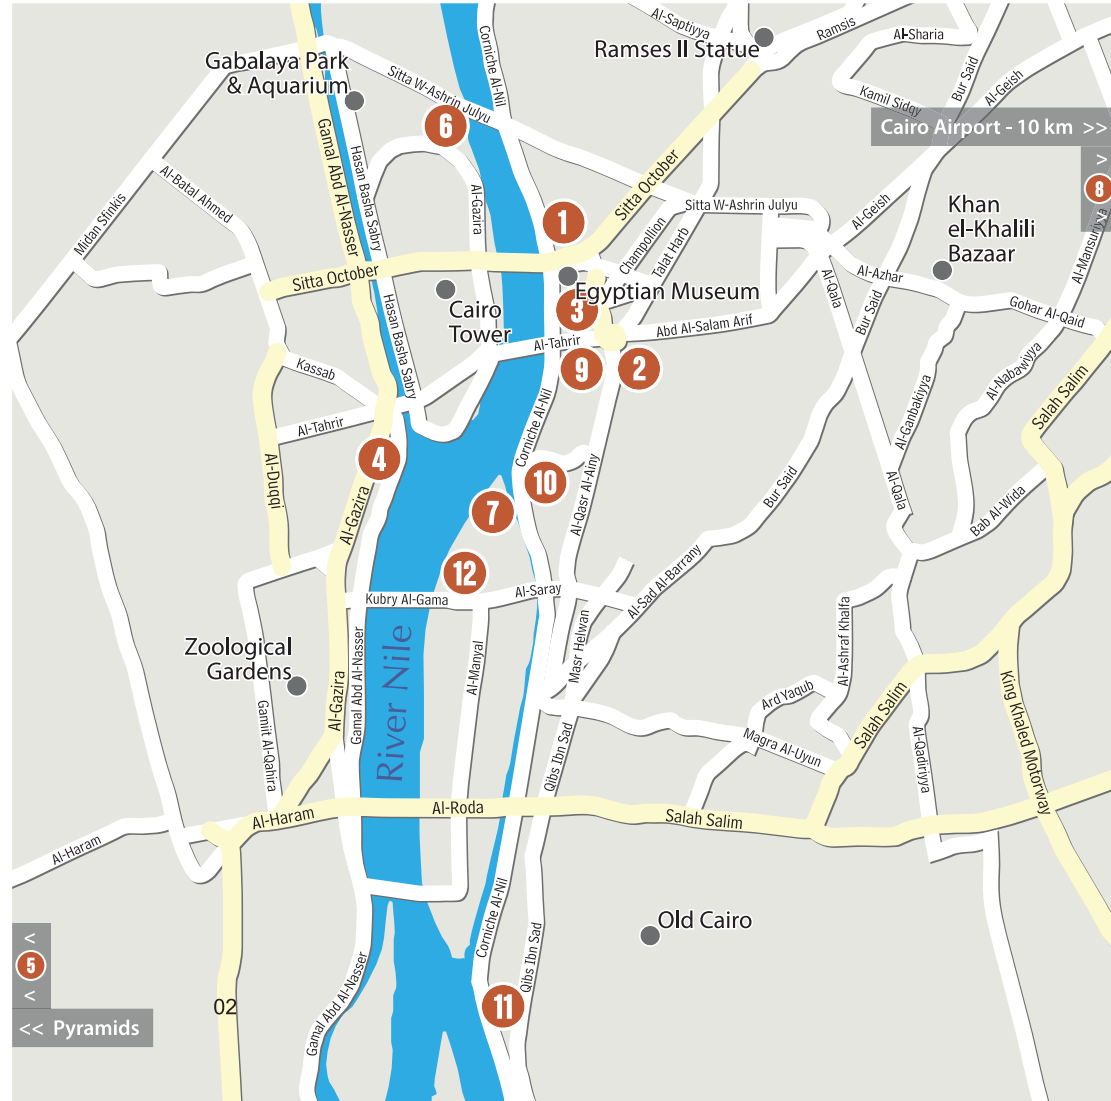 Al-Saptiyya
Corniche Al-Nil
Ramses II Statue
Ramsis
Al-Sharia
Bur Said
Al-Geish
Gabalaya Park
& Aquarium
Sitta W-Ashrin Julyu
Kamil Sidqy
Cairo Airport - 10 km >>
>
8
>
6
Gamal Abd Al-Nasser
Hasan Basha Sabry
Al-Batal Ahmed
Midan Sfinkis
Al-Gazira
Sitta October
1
Champollion
Talat Harb
Sitta W-Ashrin Julyu
Al-Geish
Khan
el-Khalili
Bazaar
Al-Mansuriyya
Sitta October
Al-Azhar
Al-Qala
Bur Said
Egyptian Museum
Cairo
Tower
3
Hasan Basha Sabry
Abd Al-Salam Arif
Gohar Al-Qaid
Al-Tahrir
9
2
Kassab
Al-Nabawiyya
Al-Ganbakiyya
Salah Salim
Al-Tahrir
Corniche Al-Nil
4
Al-Duqqi
Al-Gazira
10
Al-Qasr Al-Ainy
Bur Said
Al-Qala
7
Bab Al-Wida
12
Kubry Al-Gama
Al-Saray
Al-Sad Al-Barrany
Al-Ashraf Khalfa
Zoological
Gardens
River Nile
Gamal Abd Al-Nasser
Al-Manyal
Masr Helwan
Al-Gazira
Gamiit Al-Qahira
Ard Yaqub
Salah Salim
King Khaled Motorway
Magra Al-Uyun
Al-Qadiriyya
Qibs Ibn Sad
Al-Haram
Al-Roda
Salah Salim
Al-Haram
Corniche Al-Nil
Old Cairo
Qibs Ibn Sad
<
5
<
<< Pyramids
02
Gamal Abd Al-Nasser
11